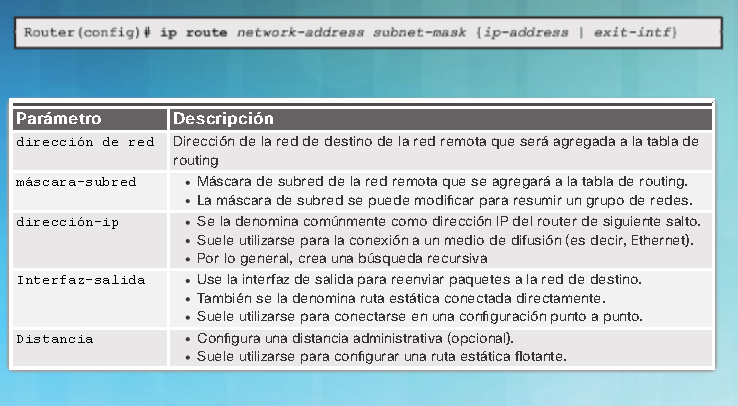 Router(config)# ip route network-address subnet-mask {ip-address | exit-intf}
Parámetro Descripción
dirección de red Dirección de la red de destino de la red remota que será agregada a la tabla de
routing
máscara-subred • Máscara de subred de la red remota que se agregará a la tabla de routing.
• La máscara de subred se puede modificar para resumir un grupo de redes.
dirección-ip • Se la denomina comúnmente como dirección IP del router de siguiente salto.
• Suele utilizarse para la conexión a un medio de difusión (es decir, Ethernet).
• Por lo general, crea una búsqueda recursiva
Interfaz-salida • Use la interfaz de salida para reenviar paquetes a la red de destino.
• También se la denomina ruta estática conectada directamente.
• Suele utilizarse para conectarse en una configuración punto a punto.
Distancia • Configura una distancia administrativa (opcional).
• Suele utilizarse para configurar una ruta estática flotante.